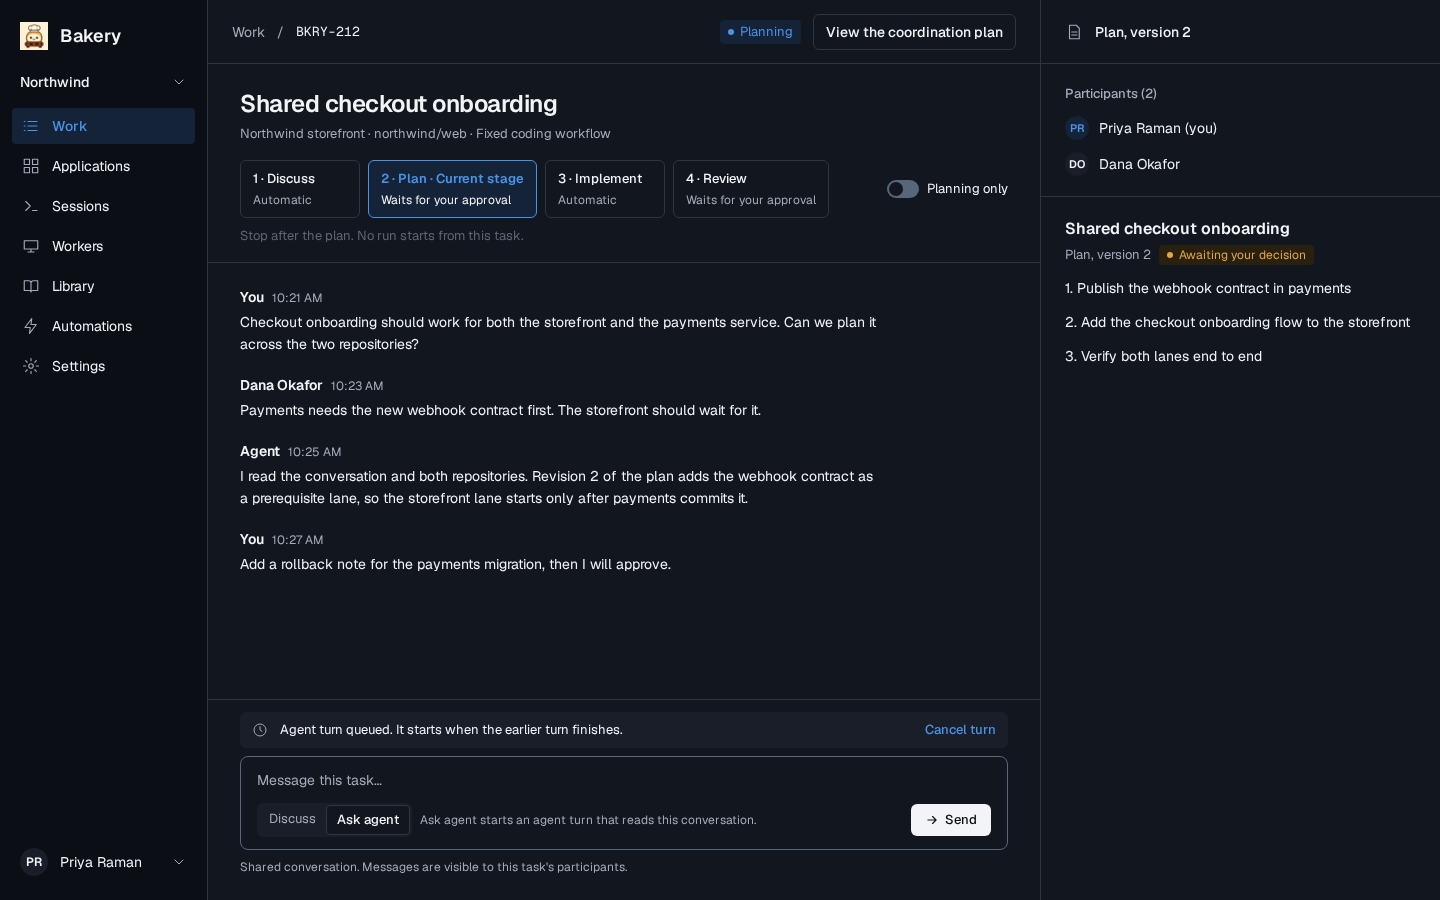 Bakery
Northwind
Work
Applications
Sessions
Workers
Library
Automations
Settings
PR Priya Raman
Work / BKRY-212
Planning
View the coordination plan
Shared checkout onboarding
Northwind storefront · northwind/web · Fixed coding workflow
1 · Discuss
Automatic
2 · Plan · Current stage
Waits for your approval
3 · Implement
Automatic
4 · Review
Waits for your approval
Planning only
Stop after the plan. No run starts from this task.
You 10:21 AM
Checkout onboarding should work for both the storefront and the payments service. Can we plan it
across the two repositories?
Dana Okafor 10:23 AM
Payments needs the new webhook contract first. The storefront should wait for it.
Agent 10:25 AM
I read the conversation and both repositories. Revision 2 of the plan adds the webhook contract as
a prerequisite lane, so the storefront lane starts only after payments commits it.
You 10:27 AM
Add a rollback note for the payments migration, then I will approve.
Agent turn queued. It starts when the earlier turn finishes.
Cancel turn
Message this task...
Discuss
Ask agent
Ask agent starts an agent turn that reads this conversation.
Send
Shared conversation. Messages are visible to this task's participants.
Plan, version 2
Participants (2)
PR Priya Raman (you)
DO Dana Okafor
Shared checkout onboarding
Plan, version 2
Awaiting your decision
1. Publish the webhook contract in payments
2. Add the checkout onboarding flow to the storefront
3. Verify both lanes end to end